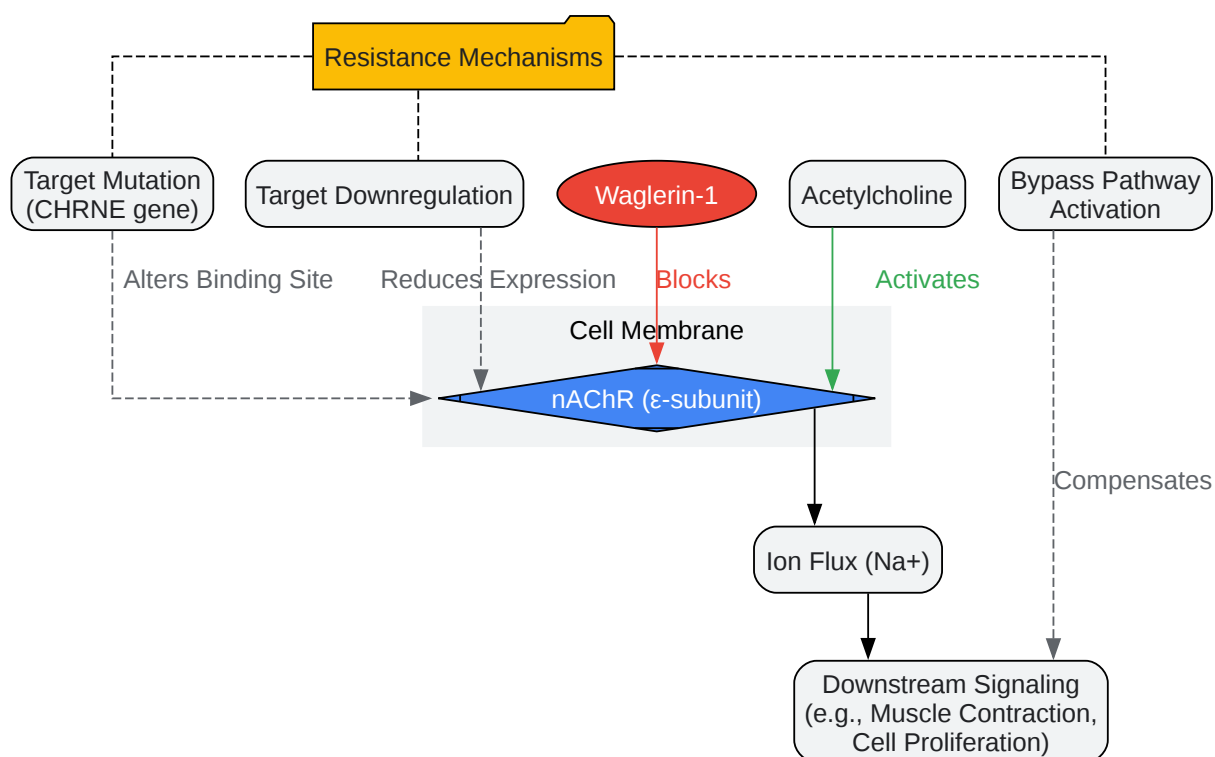 Resistance Mechanisms
Target Mutation
(CHRNE gene)
Target Downregulation
Waglerin-1
Acetylcholine
Bypass Pathway
Activation
Alters Binding Site
Reduces Expression
Blocks
Activates
Cell Membrane
nAChR (ε-subunit)
Compensates
Ion Flux (Na+)
Downstream Signaling
(e.g., Muscle Contraction,
Cell Proliferation)